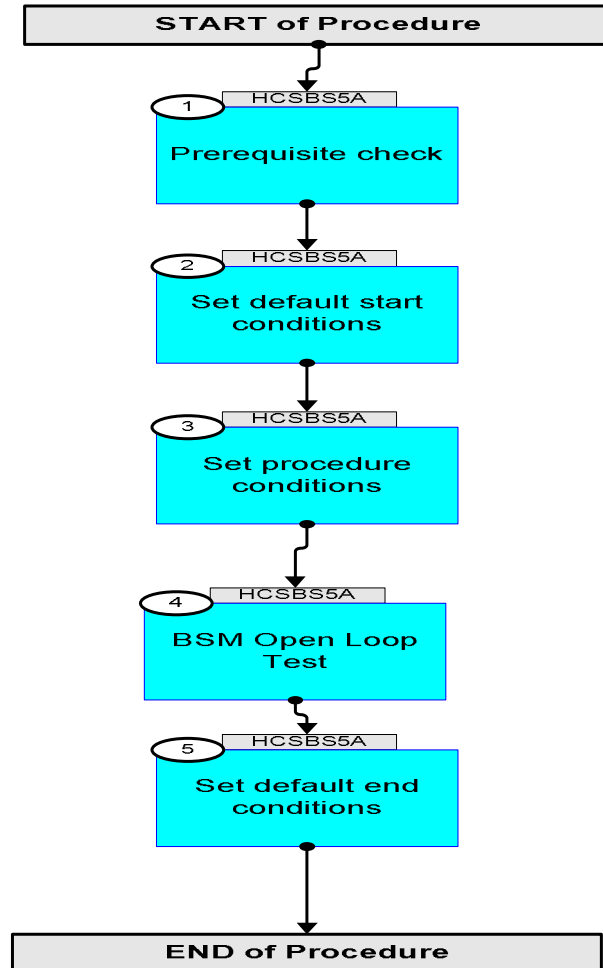 START of Procedure
HCSBS5A
1
Prerequisite check
HCSBS5A
2
Set default start
conditions
HCSBS5A
3
Set procedure
conditions
HCSBS5A
4
BSM Open Loop
Test
HCSBS5A
5
Set default end
conditions
END of Procedure